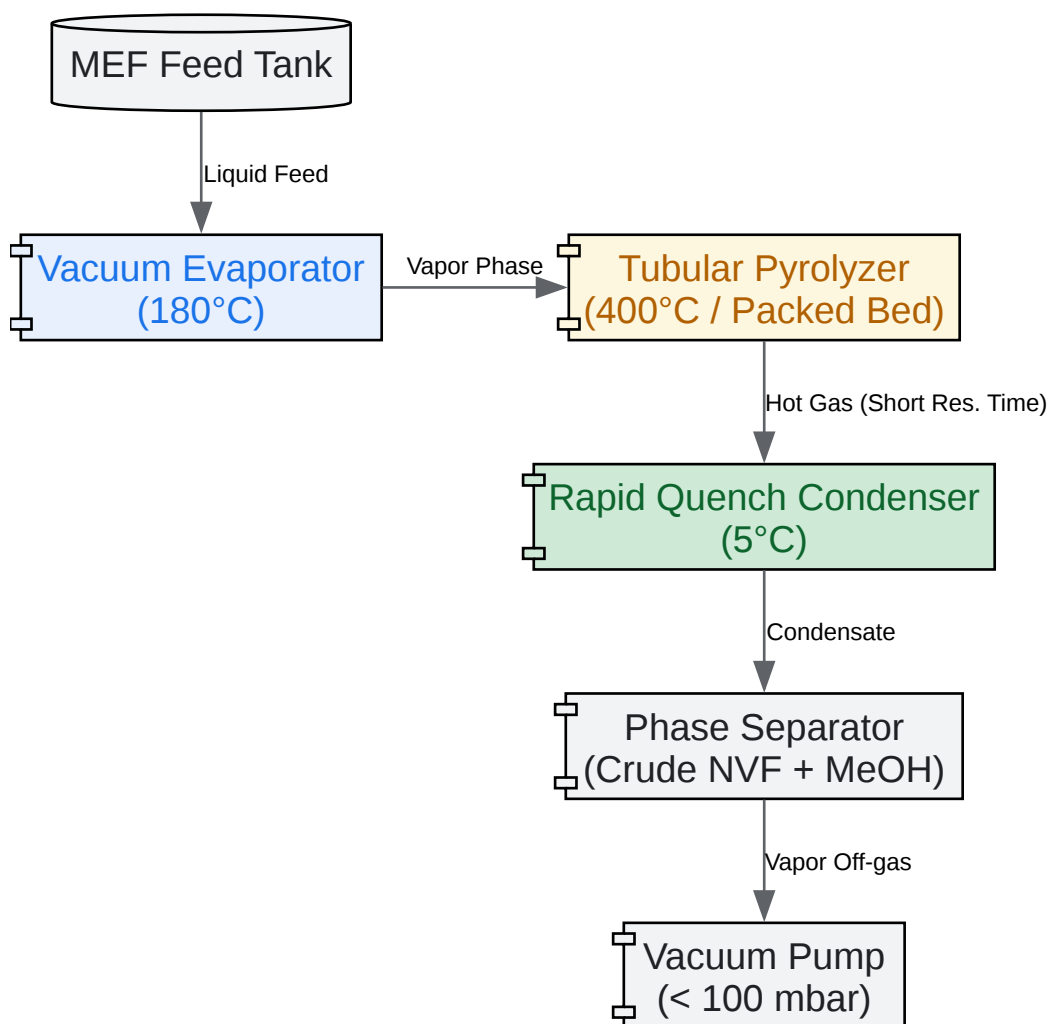 MEF Feed Tank
Liquid Feed
Vacuum Evaporator
(180°C)
Vapor Phase
Tubular Pyrolyzer
(400°C / Packed Bed)
Hot Gas (Short Res. Time)
Rapid Quench Condenser
(5°C)
Condensate
Phase Separator
(Crude NVF + MeOH)
Vapor Off-gas
Vacuum Pump
(< 100 mbar)